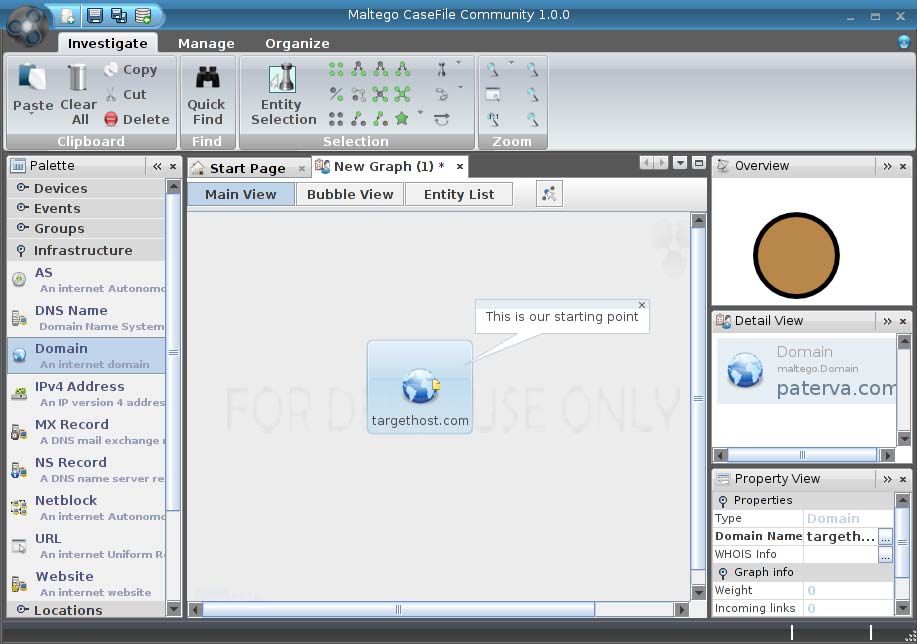 Maltego CaseFile Community 1.0.0
Investigate Manage Organize
Paste
Clear All
Copy
Cut
Delete
Clipboard
Quick Find
Find
Entity Selection
Selection
Zoom
Palette
Devices
Events
Groups
Infrastructure
AS
An internet Autonomo
DNS Name
Domain Name System
Domain
An internet domain
IPv4 Address
An IP version 4 addres
MX Record
A DNS mail exchange
NS Record
A DNS name server re
Netblock
An internet Autonomo
URL
An internet Uniform R
Website
An internet website
Locations
Start Page
New Graph (1) *
Main View Bubble View Entity List
This is our starting point
targethost.com
FOR D USE ONLY
Overview
Detail View
Domain
maltego.Domain
paterva.com
Property View
Properties
Type Domain
Domain Name targeth... ...
WHOIS Info ...
Graph info
Weight 0
Incoming links 0